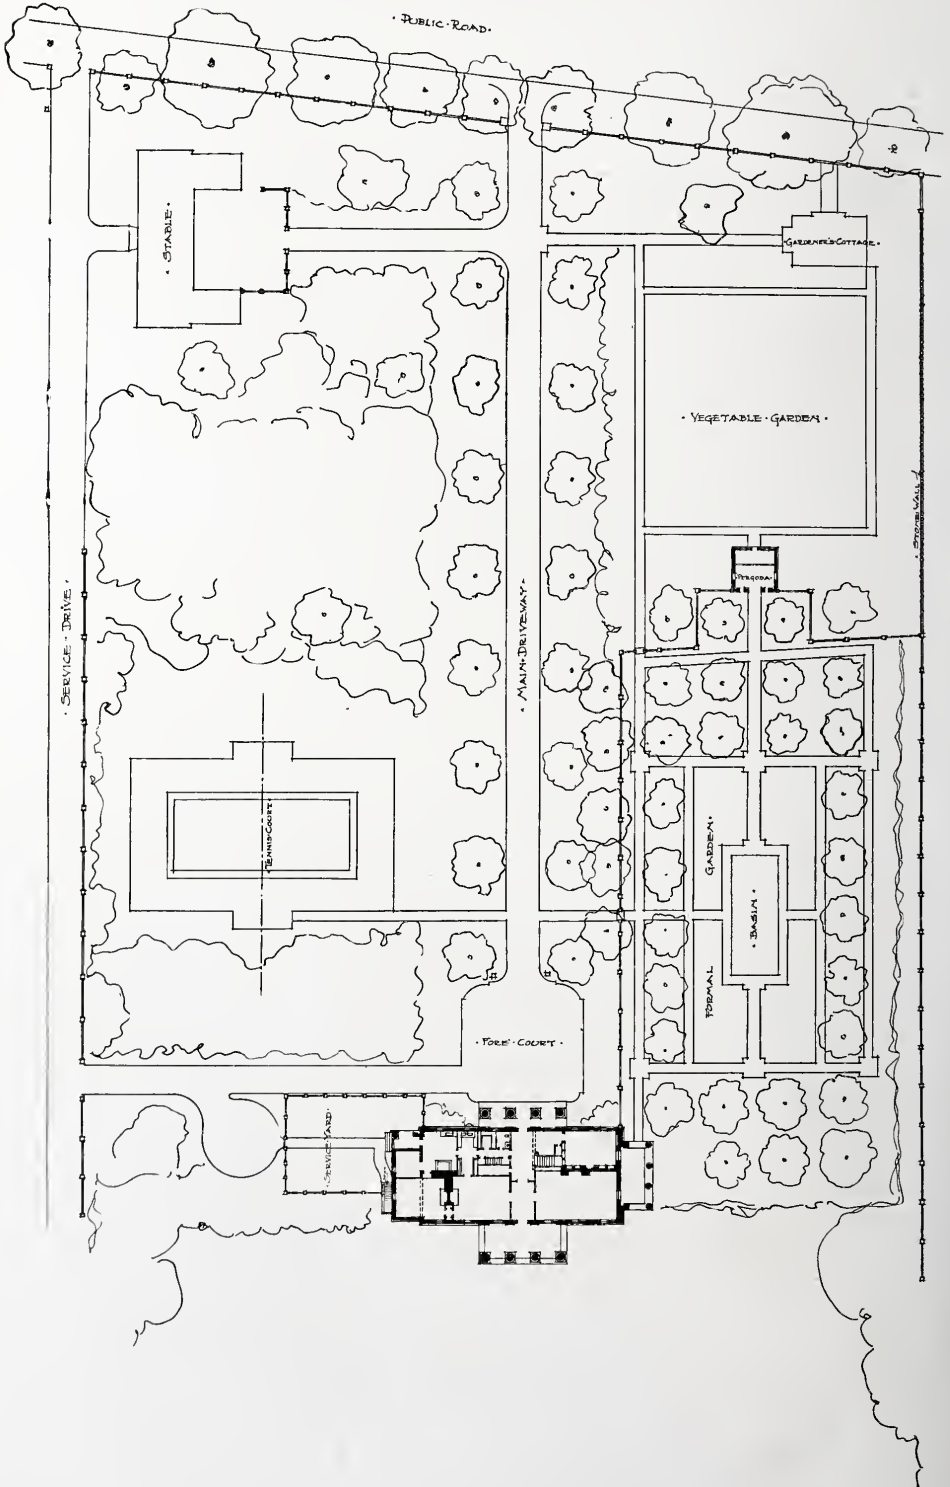 · PUBLIC · ROAD ·
· STABLE ·
· GARDENER'S COTTAGE ·
· VEGETABLE · GARDEN ·
· STONE WALL ·
· PERGODA ·
· SERVICE · DRIVE ·
· MAIN · DRIVEWAY ·
· TENNIS · COURT ·
GARDEN ·
· BASIN ·
FORMAL
· FORE · COURT ·
· SERVICE · YARD ·